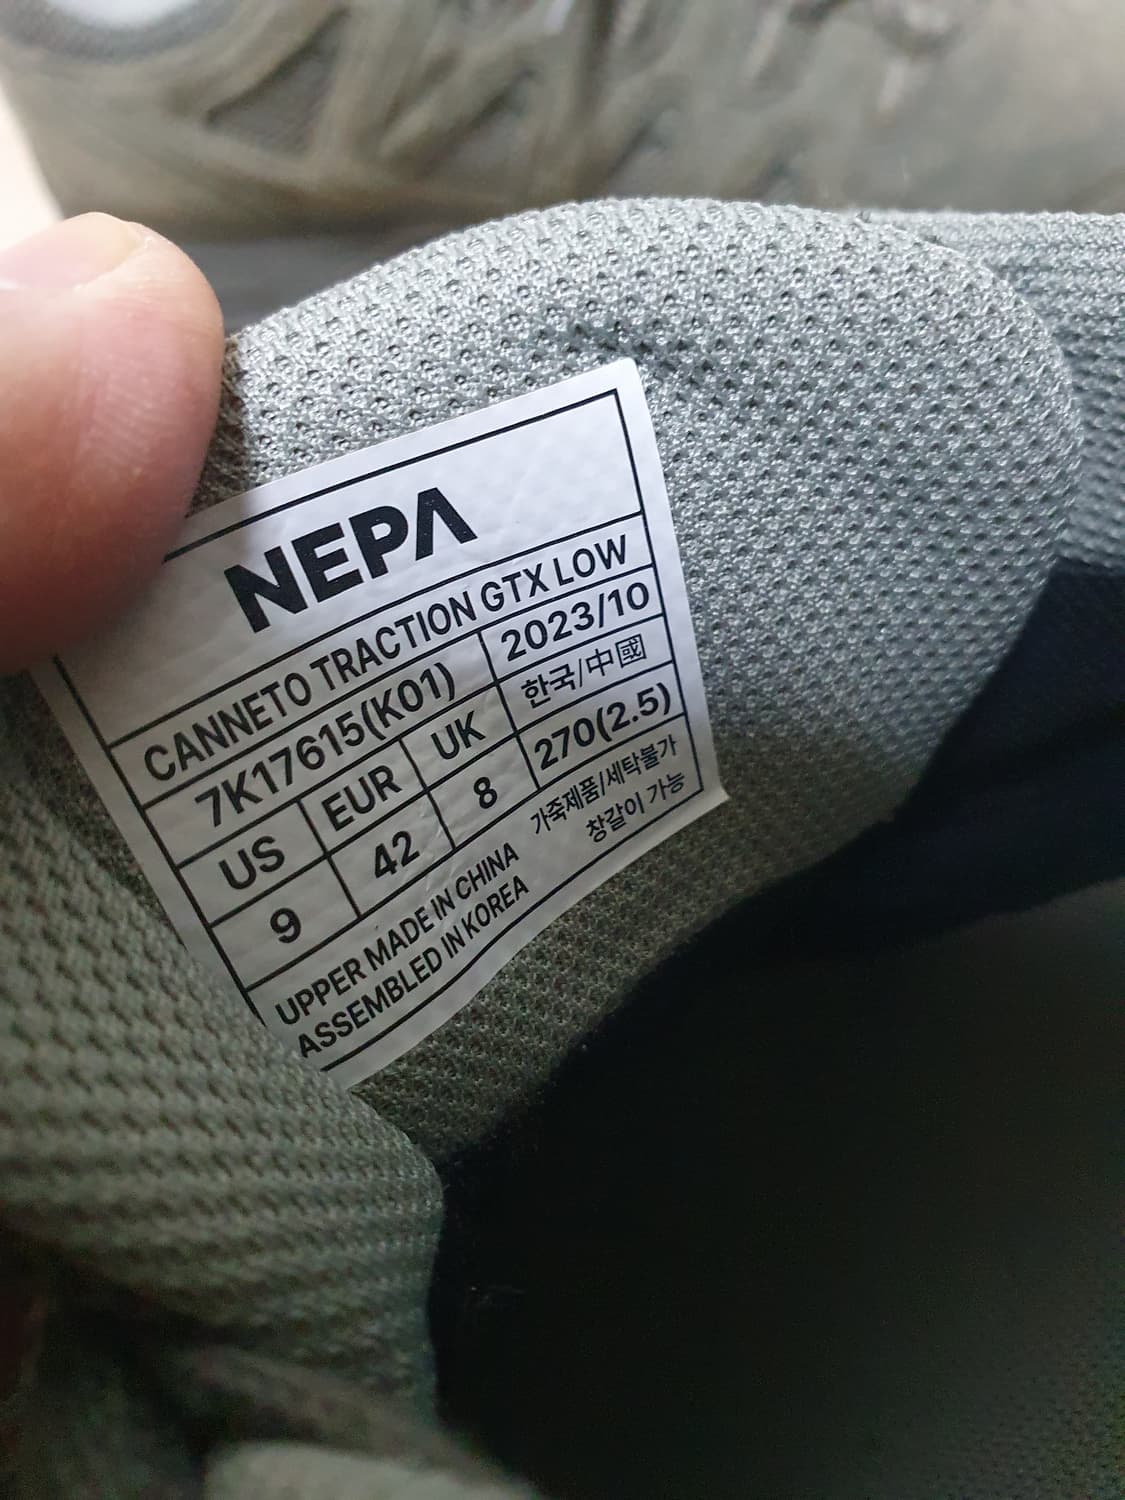 NEPA
CANNETO TRACTION GTX LOW
7K17615(K01) 2023/10
US EUR UK 한국/中國
9 42 8 270(2.5)
UPPER MADE IN CHINA 가죽제품/세탁불가
ASSEMBLED IN KOREA 창갈이 가능